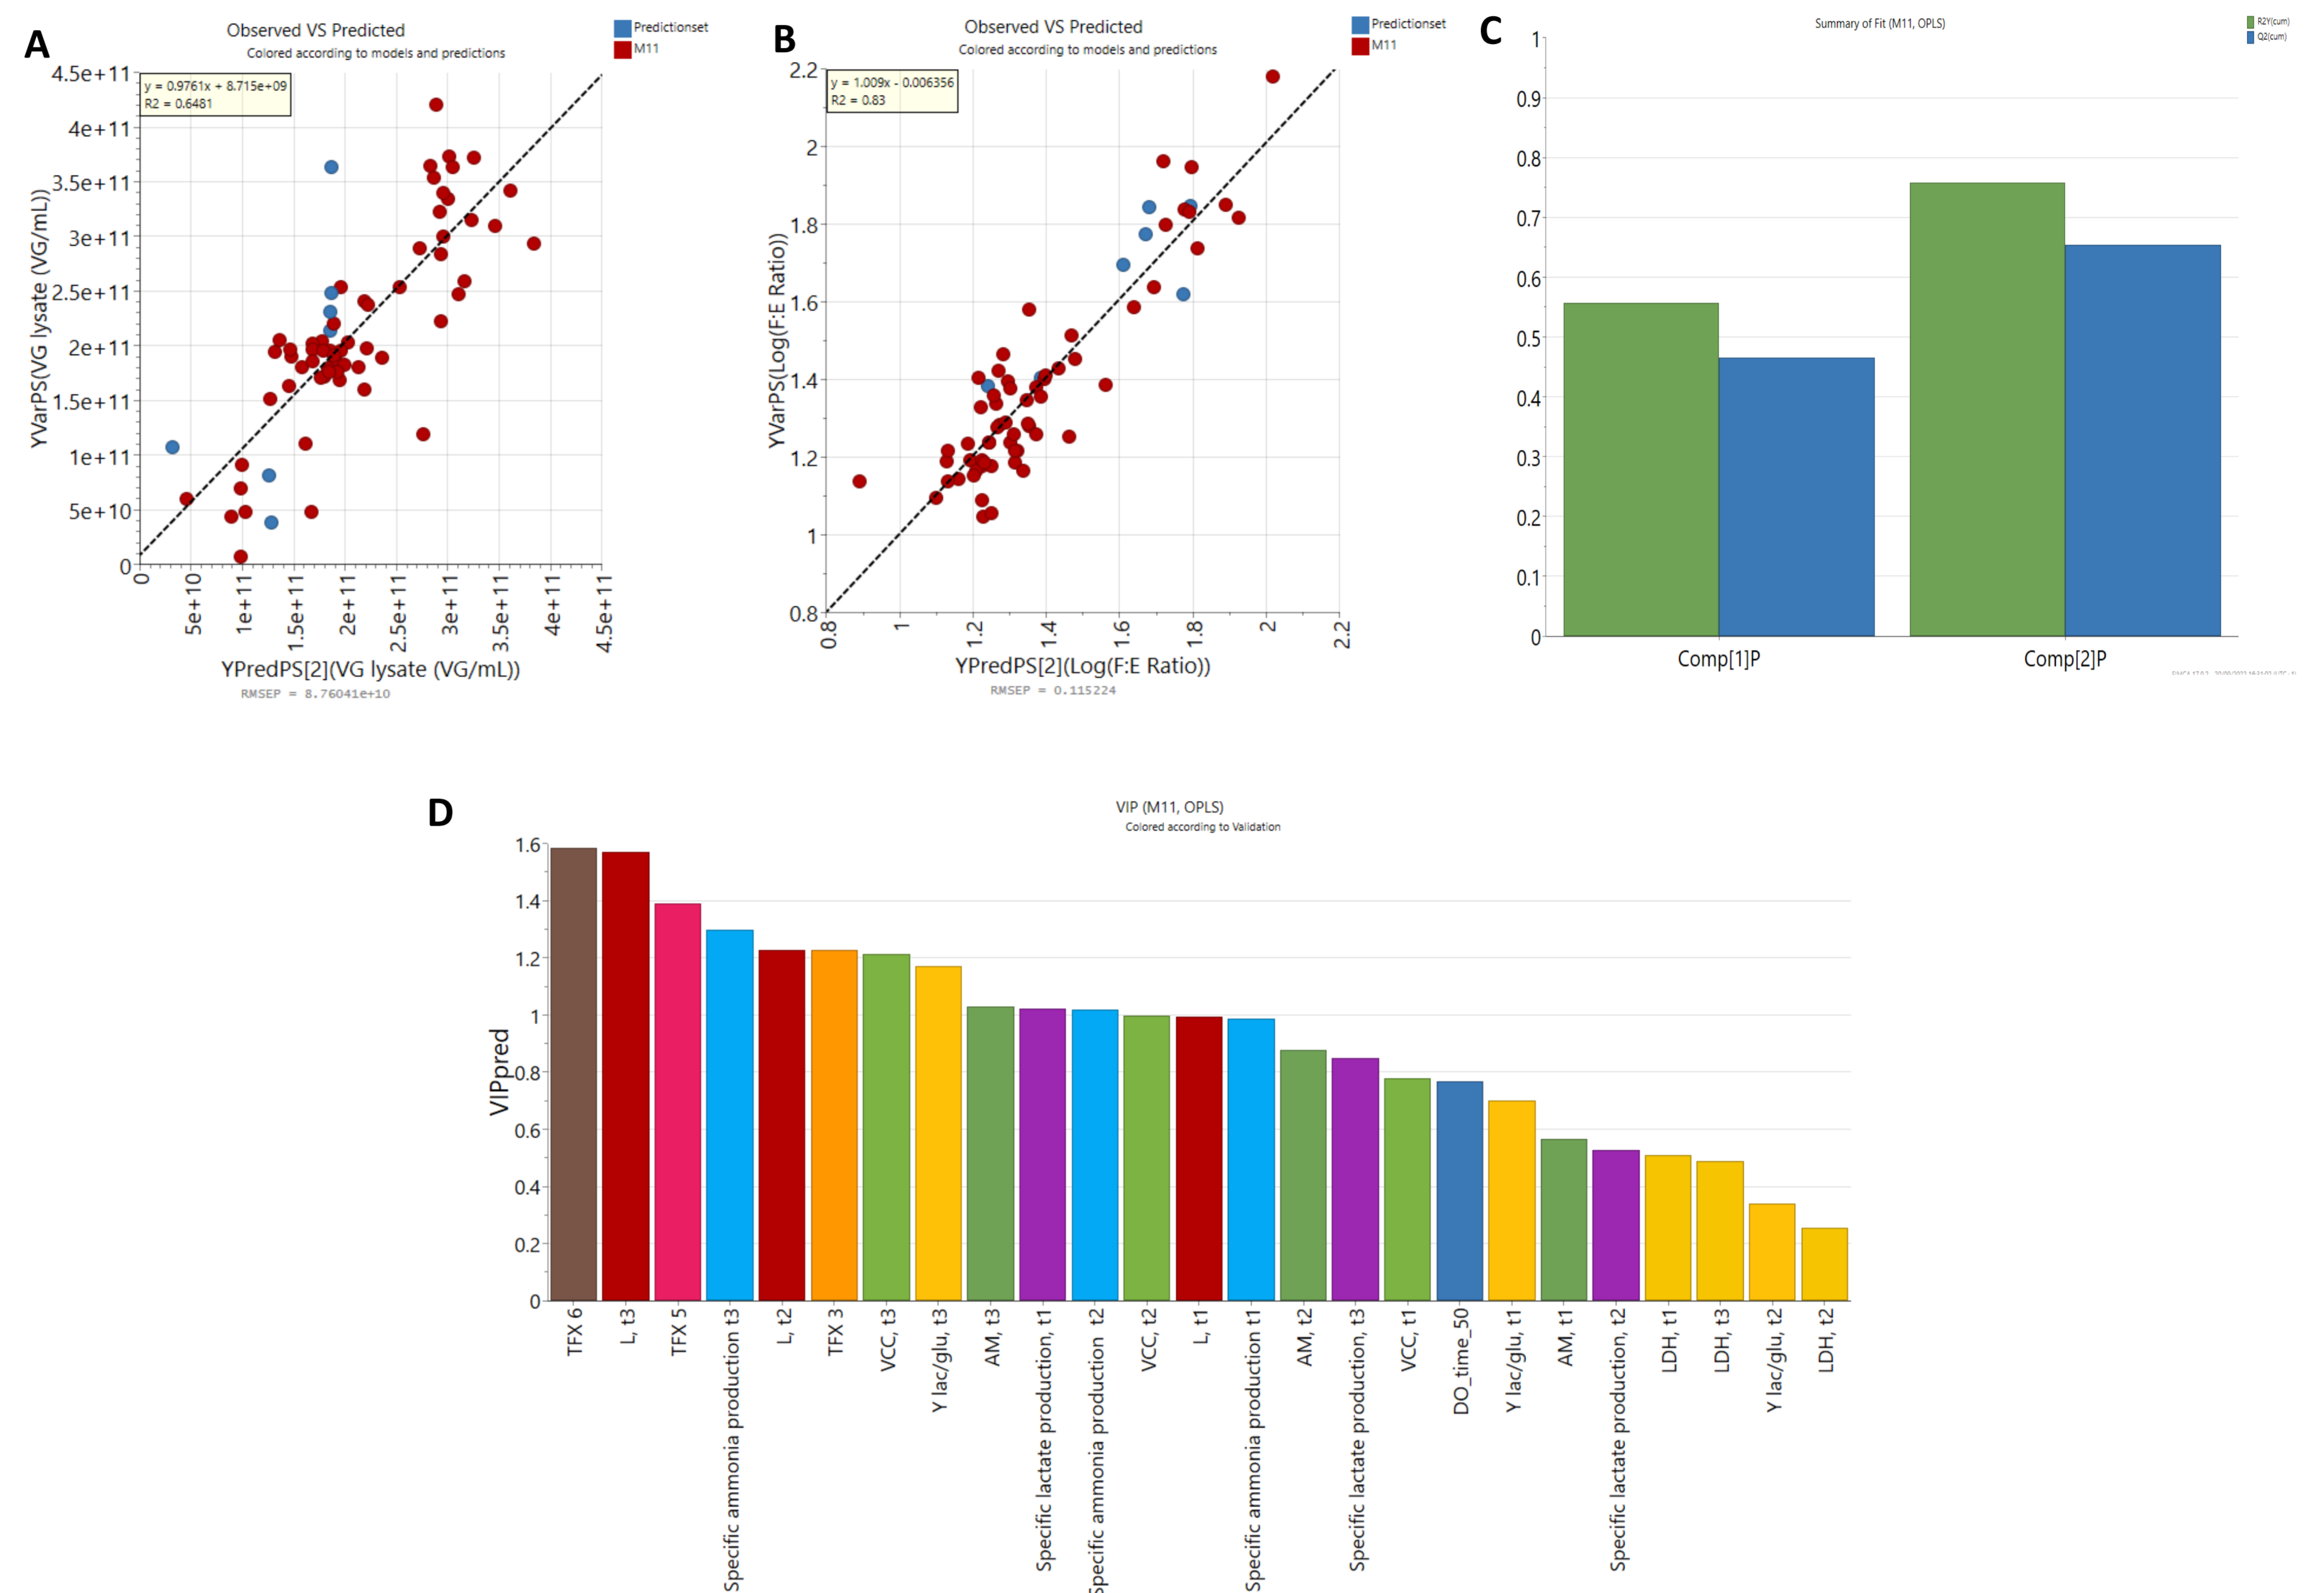 A
Observed VS Predicted
Colored according to models and predictions
Predictionset
M11
y = 0.9761x + 8.715e+09
R2 = 0.6481
4.5e+11
4e+11
3.5e+11
3e+11
2.5e+11
2e+11
1.5e+11
1e+11
5e+10
0
YVarPS(VG lysate (VG/mL))
0
5e+10
1e+11
1.5e+11
2e+11
2.5e+11
3e+11
3.5e+11
4e+11
4.5e+11
YPredPS[2](VG lysate (VG/mL))
RMSEP = 8.76041e+10
B
Observed VS Predicted
Colored according to models and predictions
Predictionset
M11
y = 1.009x - 0.006356
R2 = 0.83
2.2
2
1.8
1.6
1.4
1.2
1
0.8
YVarPS(Log(F:E Ratio))
0.8
1
1.2
1.4
1.6
1.8
2
2.2
YPredPS[2](Log(F:E Ratio))
RMSEP = 0.115224
C
Summary of Fit (M11, OPLS)
R2Y(cum)
Q2(cum)
1
0.9
0.8
0.7
0.6
0.5
0.4
0.3
0.2
0.1
0
Comp[1]P
Comp[2]P
D
VIP (M11, OPLS)
Colored according to Validation
1.6
1.4
1.2
1
0.8
0.6
0.4
0.2
0
VIPpred
TFX 6
L, t3
TFX 5
Specific ammonia production t3
L, t2
TFX 3
VCC, t3
Y lac/glu, t3
AM, t3
Specific lactate production, t1
Specific ammonia production t2
VCC, t2
L, t1
Specific ammonia production t1
AM, t2
Specific lactate production, t3
VCC, t1
DO_time_50
Y lac/glu, t1
AM, t1
Specific lactate production, t2
LDH, t1
LDH, t3
Y lac/glu, t2
LDH, t2